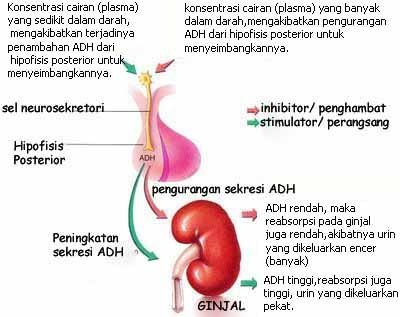 Konsentrasi cairan (plasma)
yang sedikit dalam darah,
mengakibatkan terjadinya
penambahan ADH dari
hipofisis posterior untuk
menyeimbangkannya.
konsentrasi cairan (plasma) yang banyak
dalam darah,mengakibatkan pengurangan
ADH dari hipofisis posterior untuk
menyeimbangkannya.
sel neurosekretori
inhibitor/ penghambat
stimulator/ perangsang
Hipofisis
Posterior
ADH
pengurangan sekresi ADH
Peningkatan
sekresi ADH
ADH rendah, maka
reabsorpsi pada ginjal
juga rendah,akibatnya urin
yang dikeluarkan encer
(banyak)
ADH tinggi,reabsorpsi juga
tinggi, urin yang dikeluarkan
pekat.
GINJAL